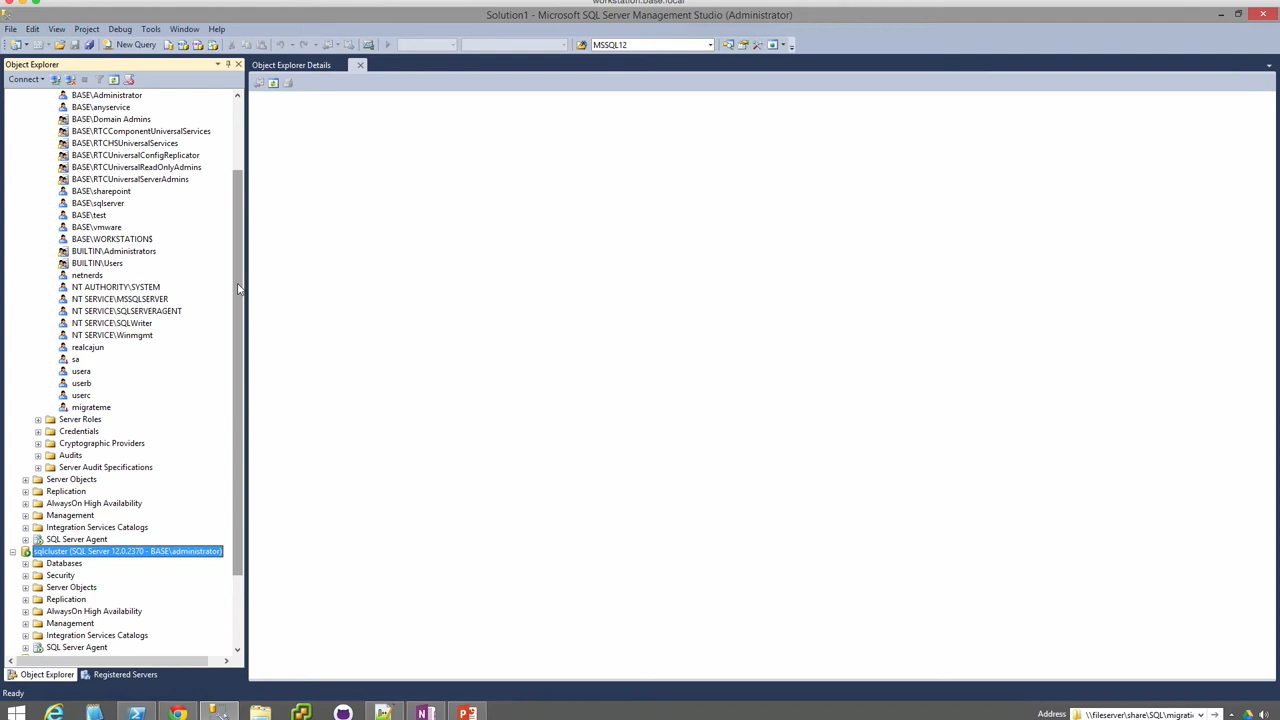 workstation.base.local
Solution1 - Microsoft SQL Server Management Studio (Administrator)
File Edit View Project Debug Tools Window Help
New Query MSSQL12
Object Explorer
Object Explorer Details
Connect
BASE\Administrator
BASE\anyservice
BASE\Domain Admins
BASE\RTCComponentUniversalServices
BASE\RTCHSUniversalServices
BASE\RTCUniversalConfigReplicator
BASE\RTCUniversalReadOnlyAdmins
BASE\RTCUniversalServerAdmins
BASE\sharepoint
BASE\sqlserver
BASE\test
BASE\vmware
BASE\WORKSTATION$
BUILTIN\Administrators
BUILTIN\Users
netnerds
NT AUTHORITY\SYSTEM
NT SERVICE\MSSQLSERVER
NT SERVICE\SQLSERVERAGENT
NT SERVICE\SQLWriter
NT SERVICE\Winmgmt
realcajun
sa
usera
userb
userc
migrateme
Server Roles
Credentials
Cryptographic Providers
Audits
Server Audit Specifications
Server Objects
Replication
AlwaysOn High Availability
Management
Integration Services Catalogs
SQL Server Agent
sqlcluster (SQL Server 12.0.2370 - BASE\administrator)
Databases
Security
Server Objects
Replication
AlwaysOn High Availability
Management
Integration Services Catalogs
SQL Server Agent
Object Explorer Registered Servers
Ready
Address \\fileserver\share\SQL\migrati